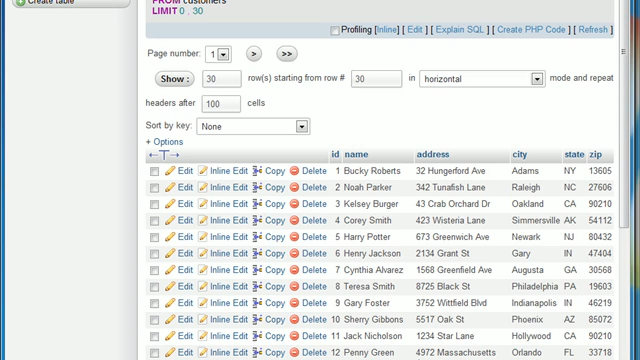 FROM customers
Create table
LIMIT 0 , 30
Profiling [Inline] [ Edit ] [ Explain SQL ] [ Create PHP Code ] [ Refresh ]
Page number: 1 > >>
Show : 30 row(s) starting from row # 30 in horizontal mode and repeat
headers after 100 cells
Sort by key: None
+ Options
←T→ id name address city state zip
Edit Inline Edit Copy Delete 1 Bucky Roberts 32 Hungerford Ave Adams NY 13605
Edit Inline Edit Copy Delete 2 Noah Parker 342 Tunafish Lane Raleigh NC 27606
Edit Inline Edit Copy Delete 3 Kelsey Burger 43 Crab Orchard Dr Oakland CA 90210
Edit Inline Edit Copy Delete 4 Corey Smith 423 Wisteria Lane Simmersville AK 54112
Edit Inline Edit Copy Delete 5 Harry Potter 673 Greenwich Ave Newark NJ 80432
Edit Inline Edit Copy Delete 6 Henry Jackson 2134 Grant St Gary IN 47404
Edit Inline Edit Copy Delete 7 Cynthia Alvarez 1568 Greenfield Ave Augusta GA 30568
Edit Inline Edit Copy Delete 8 Teresa Smith 8725 Black St Philadelphia PA 19603
Edit Inline Edit Copy Delete 9 Gary Foster 3752 Wittfield Blvd Indianapolis IN 46219
Edit Inline Edit Copy Delete 10 Sherry Gibbons 5517 Oak St Phoenix AZ 85072
Edit Inline Edit Copy Delete 11 Jack Nicholson 1234 Star Lane Hollywood CA 90210
Edit Inline Edit Copy Delete 12 Penny Green 4972 Massachusetts Orlando FL 33718